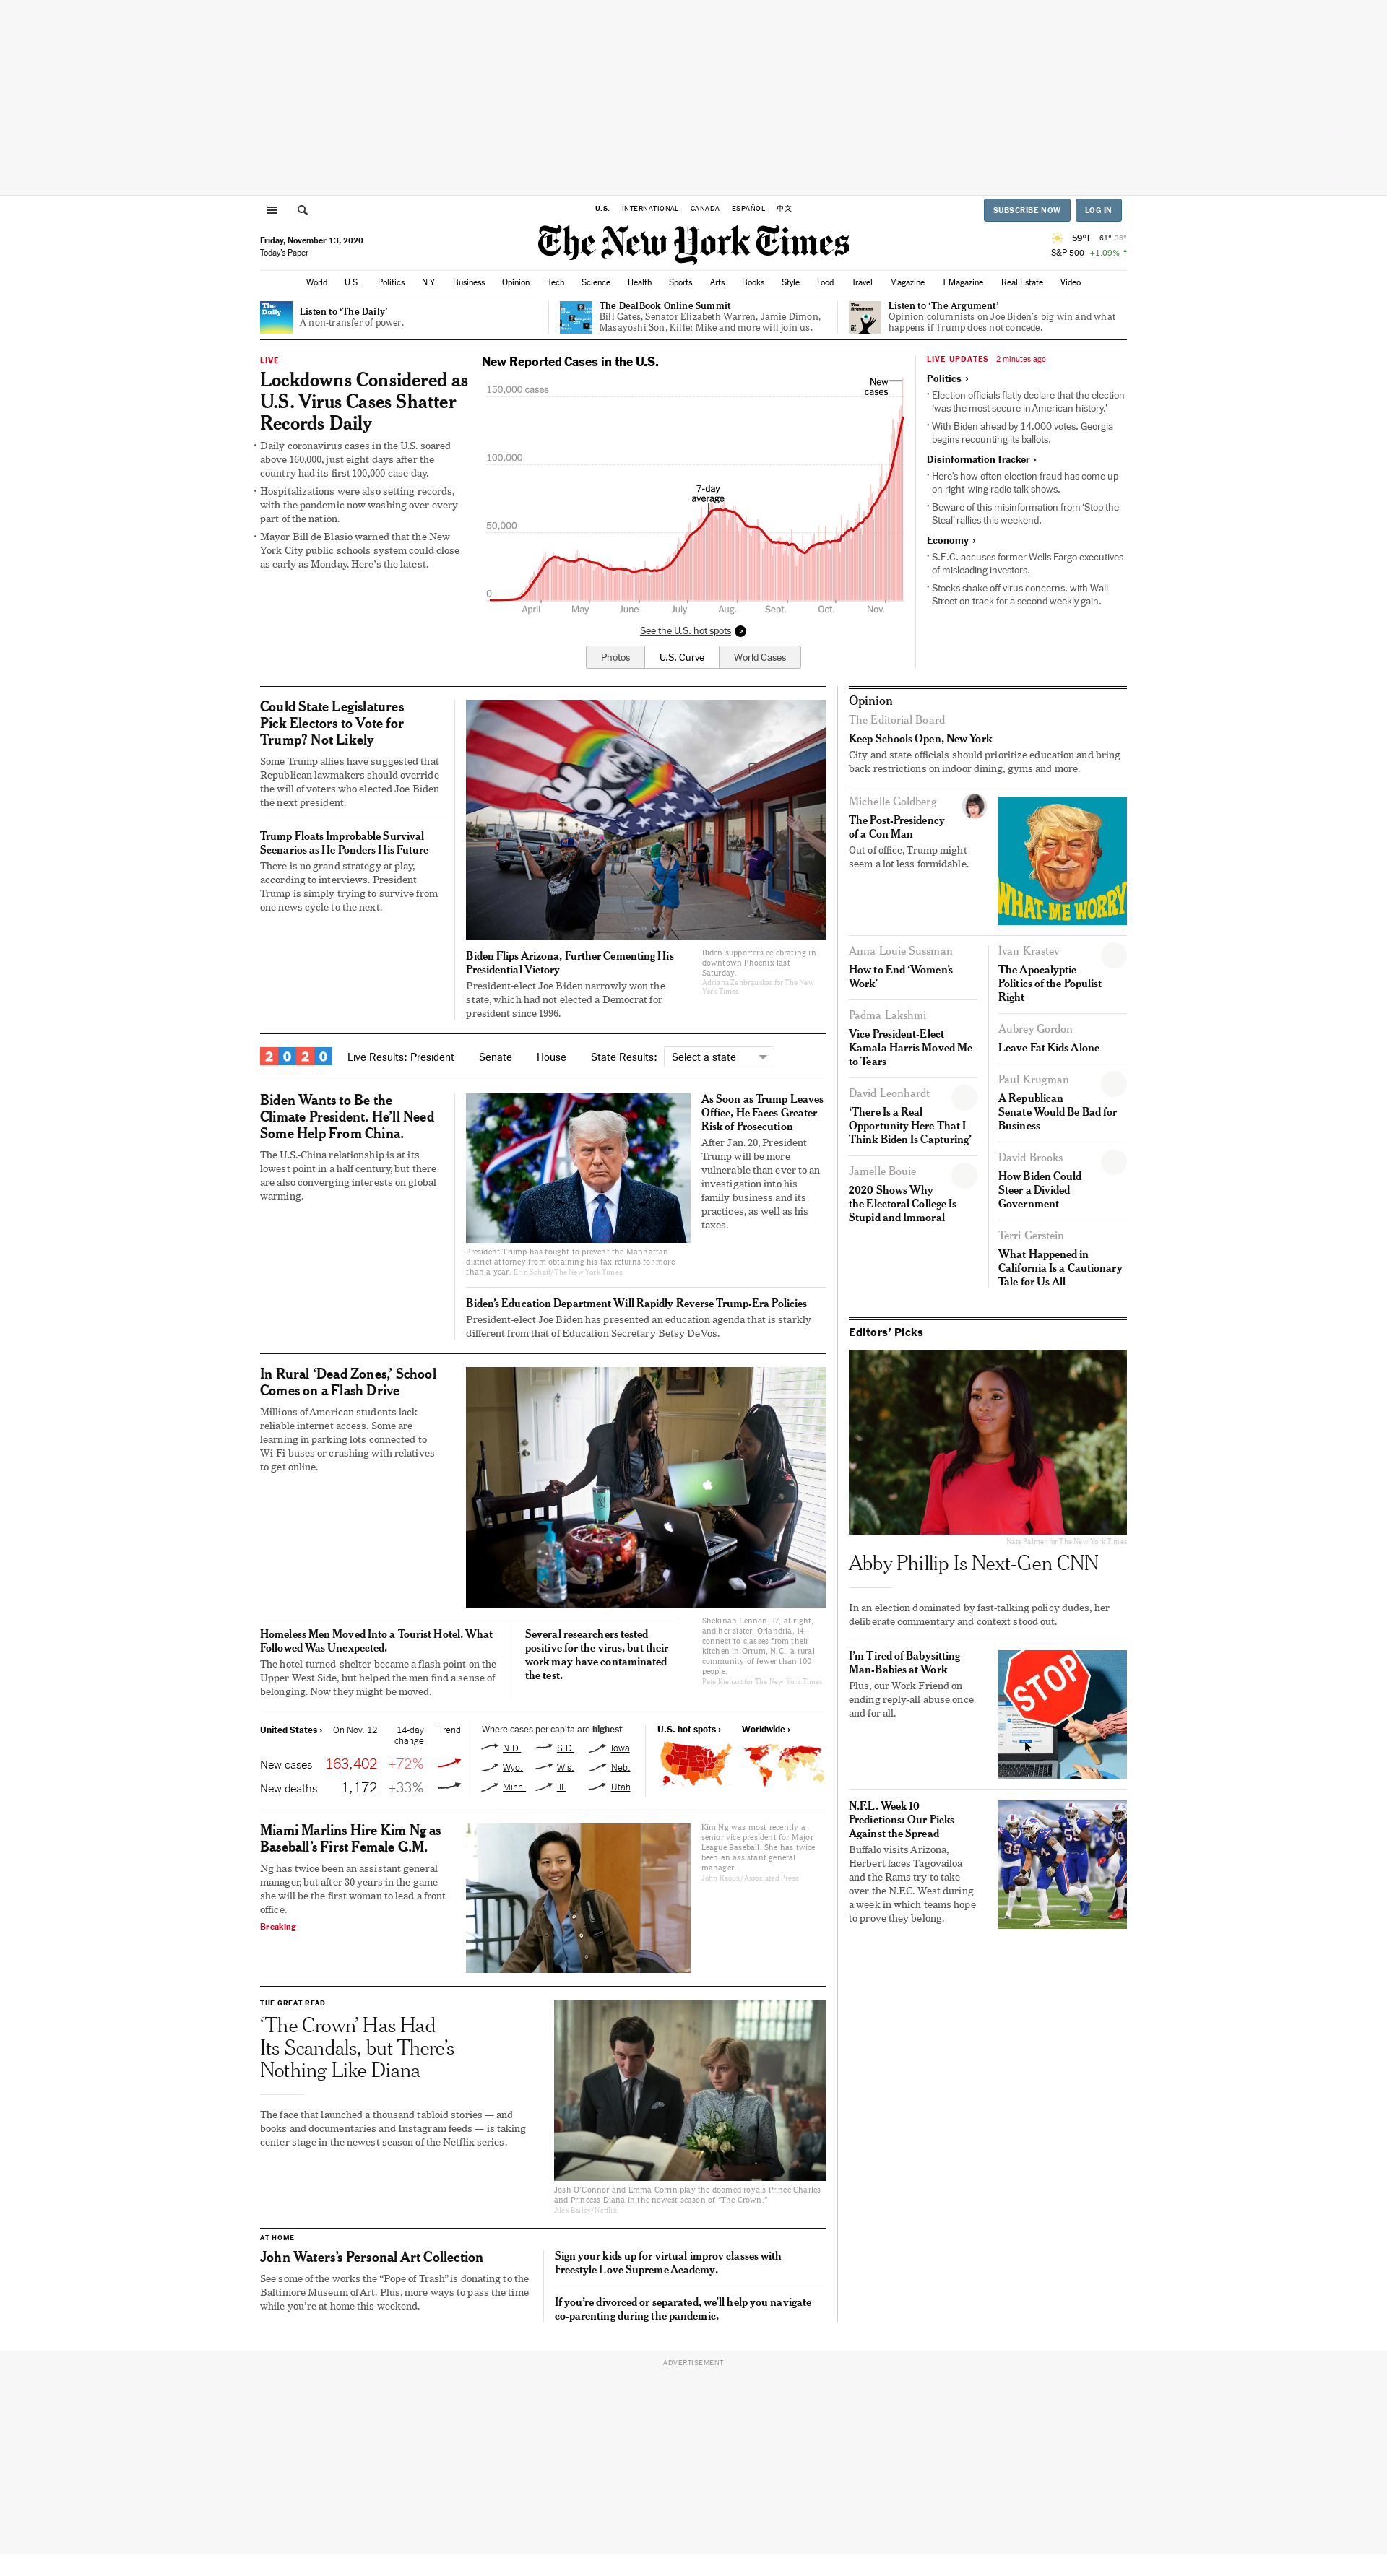 U.S. INTERNATIONAL CANADA ESPAÑOL 中文
SUBSCRIBE NOW LOG IN
Friday, November 13, 2020
Today's Paper
The New York Times
59°F 61° 36°
S&P 500 +1.09% ↑
World U.S. Politics N.Y. Business Opinion Tech Science Health Sports Arts Books Style Food Travel Magazine T Magazine Real Estate Video
The
Daily
Listen to ‘The Daily’
A non-transfer of power.
The DealBook Online Summit
Bill Gates, Senator Elizabeth Warren, Jamie Dimon,
Masayoshi Son, Killer Mike and more will join us.
The
Argument
Listen to ‘The Argument’
Opinion columnists on Joe Biden’s big win and what
happens if Trump does not concede.
LIVE
Lockdowns Considered as
U.S. Virus Cases Shatter
Records Daily
• Daily coronavirus cases in the U.S. soared
above 160,000, just eight days after the
country had its first 100,000-case day.
• Hospitalizations were also setting records,
with the pandemic now washing over every
part of the nation.
• Mayor Bill de Blasio warned that the New
York City public schools system could close
as early as Monday. Here’s the latest.
New Reported Cases in the U.S.
150,000 cases
100,000
50,000
0
7-day
average
New
cases
April May June July Aug. Sept. Oct. Nov.
See the U.S. hot spots >
Photos U.S. Curve World Cases
LIVE UPDATES 2 minutes ago
Politics ›
• Election officials flatly declare that the election
‘was the most secure in American history.’
• With Biden ahead by 14,000 votes, Georgia
begins recounting its ballots.
Disinformation Tracker ›
• Here’s how often election fraud has come up
on right-wing radio talk shows.
• Beware of this misinformation from ‘Stop the
Steal’ rallies this weekend.
Economy ›
• S.E.C. accuses former Wells Fargo executives
of misleading investors.
• Stocks shake off virus concerns, with Wall
Street on track for a second weekly gain.
Could State Legislatures
Pick Electors to Vote for
Trump? Not Likely
Some Trump allies have suggested that
Republican lawmakers should override
the will of voters who elected Joe Biden
the next president.
Trump Floats Improbable Survival
Scenarios as He Ponders His Future
There is no grand strategy at play,
according to interviews. President
Trump is simply trying to survive from
one news cycle to the next.
Biden Flips Arizona, Further Cementing His
Presidential Victory
President-elect Joe Biden narrowly won the
state, which had not elected a Democrat for
president since 1996.
Biden supporters celebrating in
downtown Phoenix last
Saturday.
Adriana Zehbrauskas for The New
York Times
2020 Live Results: President Senate House State Results: Select a state
Biden Wants to Be the
Climate President. He’ll Need
Some Help From China.
The U.S.-China relationship is at its
lowest point in a half century, but there
are also converging interests on global
warming.
President Trump has fought to prevent the Manhattan
district attorney from obtaining his tax returns for more
than a year. Erin Schaff/The New York Times
As Soon as Trump Leaves
Office, He Faces Greater
Risk of Prosecution
After Jan. 20, President
Trump will be more
vulnerable than ever to an
investigation into his
family business and its
practices, as well as his
taxes.
Biden’s Education Department Will Rapidly Reverse Trump-Era Policies
President-elect Joe Biden has presented an education agenda that is starkly
different from that of Education Secretary Betsy DeVos.
In Rural ‘Dead Zones,’ School
Comes on a Flash Drive
Millions of American students lack
reliable internet access. Some are
learning in parking lots connected to
Wi-Fi buses or crashing with relatives
to get online.
Homeless Men Moved Into a Tourist Hotel. What
Followed Was Unexpected.
The hotel-turned-shelter became a flash point on the
Upper West Side, but helped the men find a sense of
belonging. Now they might be moved.
Several researchers tested
positive for the virus, but their
work may have contaminated
the test.
Shekinah Lennon, 17, at right,
and her sister, Orlandria, 14,
connect to classes from their
kitchen in Orrum, N.C., a rural
community of fewer than 100
people.
Pete Kiehart for The New York Times
United States › On Nov. 12 14-day
change Trend
New cases 163,402 +72%
New deaths 1,172 +33%
Where cases per capita are highest
N.D. S.D. Iowa
Wyo. Wis. Neb.
Minn. Ill. Utah
U.S. hot spots › Worldwide ›
Miami Marlins Hire Kim Ng as
Baseball’s First Female G.M.
Ng has twice been an assistant general
manager, but after 30 years in the game
she will be the first woman to lead a front
office.
Breaking
Kim Ng was most recently a
senior vice president for Major
League Baseball. She has twice
been an assistant general
manager.
John Raoux/Associated Press
THE GREAT READ
‘The Crown’ Has Had
Its Scandals, but There’s
Nothing Like Diana
The face that launched a thousand tabloid stories — and
books and documentaries and Instagram feeds — is taking
center stage in the newest season of the Netflix series.
Josh O’Connor and Emma Corrin play the doomed royals Prince Charles
and Princess Diana in the newest season of “The Crown.”
Alex Bailey/Netflix
AT HOME
John Waters’s Personal Art Collection
See some of the works the “Pope of Trash” is donating to the
Baltimore Museum of Art. Plus, more ways to pass the time
while you’re at home this weekend.
Sign your kids up for virtual improv classes with
Freestyle Love Supreme Academy.
If you’re divorced or separated, we’ll help you navigate
co-parenting during the pandemic.
Opinion
The Editorial Board
Keep Schools Open, New York
City and state officials should prioritize education and bring
back restrictions on indoor dining, gyms and more.
Michelle Goldberg
The Post-Presidency
of a Con Man
Out of office, Trump might
seem a lot less formidable.
WHAT-ME WORRY
Anna Louie Sussman
How to End ‘Women’s
Work’
Padma Lakshmi
Vice President-Elect
Kamala Harris Moved Me
to Tears
David Leonhardt
‘There Is a Real
Opportunity Here That I
Think Biden Is Capturing’
Jamelle Bouie
2020 Shows Why
the Electoral College Is
Stupid and Immoral
Ivan Krastev
The Apocalyptic
Politics of the Populist
Right
Aubrey Gordon
Leave Fat Kids Alone
Paul Krugman
A Republican
Senate Would Be Bad for
Business
David Brooks
How Biden Could
Steer a Divided
Government
Terri Gerstein
What Happened in
California Is a Cautionary
Tale for Us All
Editors’ Picks
Nate Palmer for The New York Times
Abby Phillip Is Next-Gen CNN
In an election dominated by fast-talking policy dudes, her
deliberate commentary and context stood out.
I’m Tired of Babysitting
Man-Babies at Work
Plus, our Work Friend on
ending reply-all abuse once
and for all.
STOP
N.F.L. Week 10
Predictions: Our Picks
Against the Spread
Buffalo visits Arizona,
Herbert faces Tagovailoa
and the Rams try to take
over the N.F.C. West during
a week in which teams hope
to prove they belong.
35
55
ADVERTISEMENT